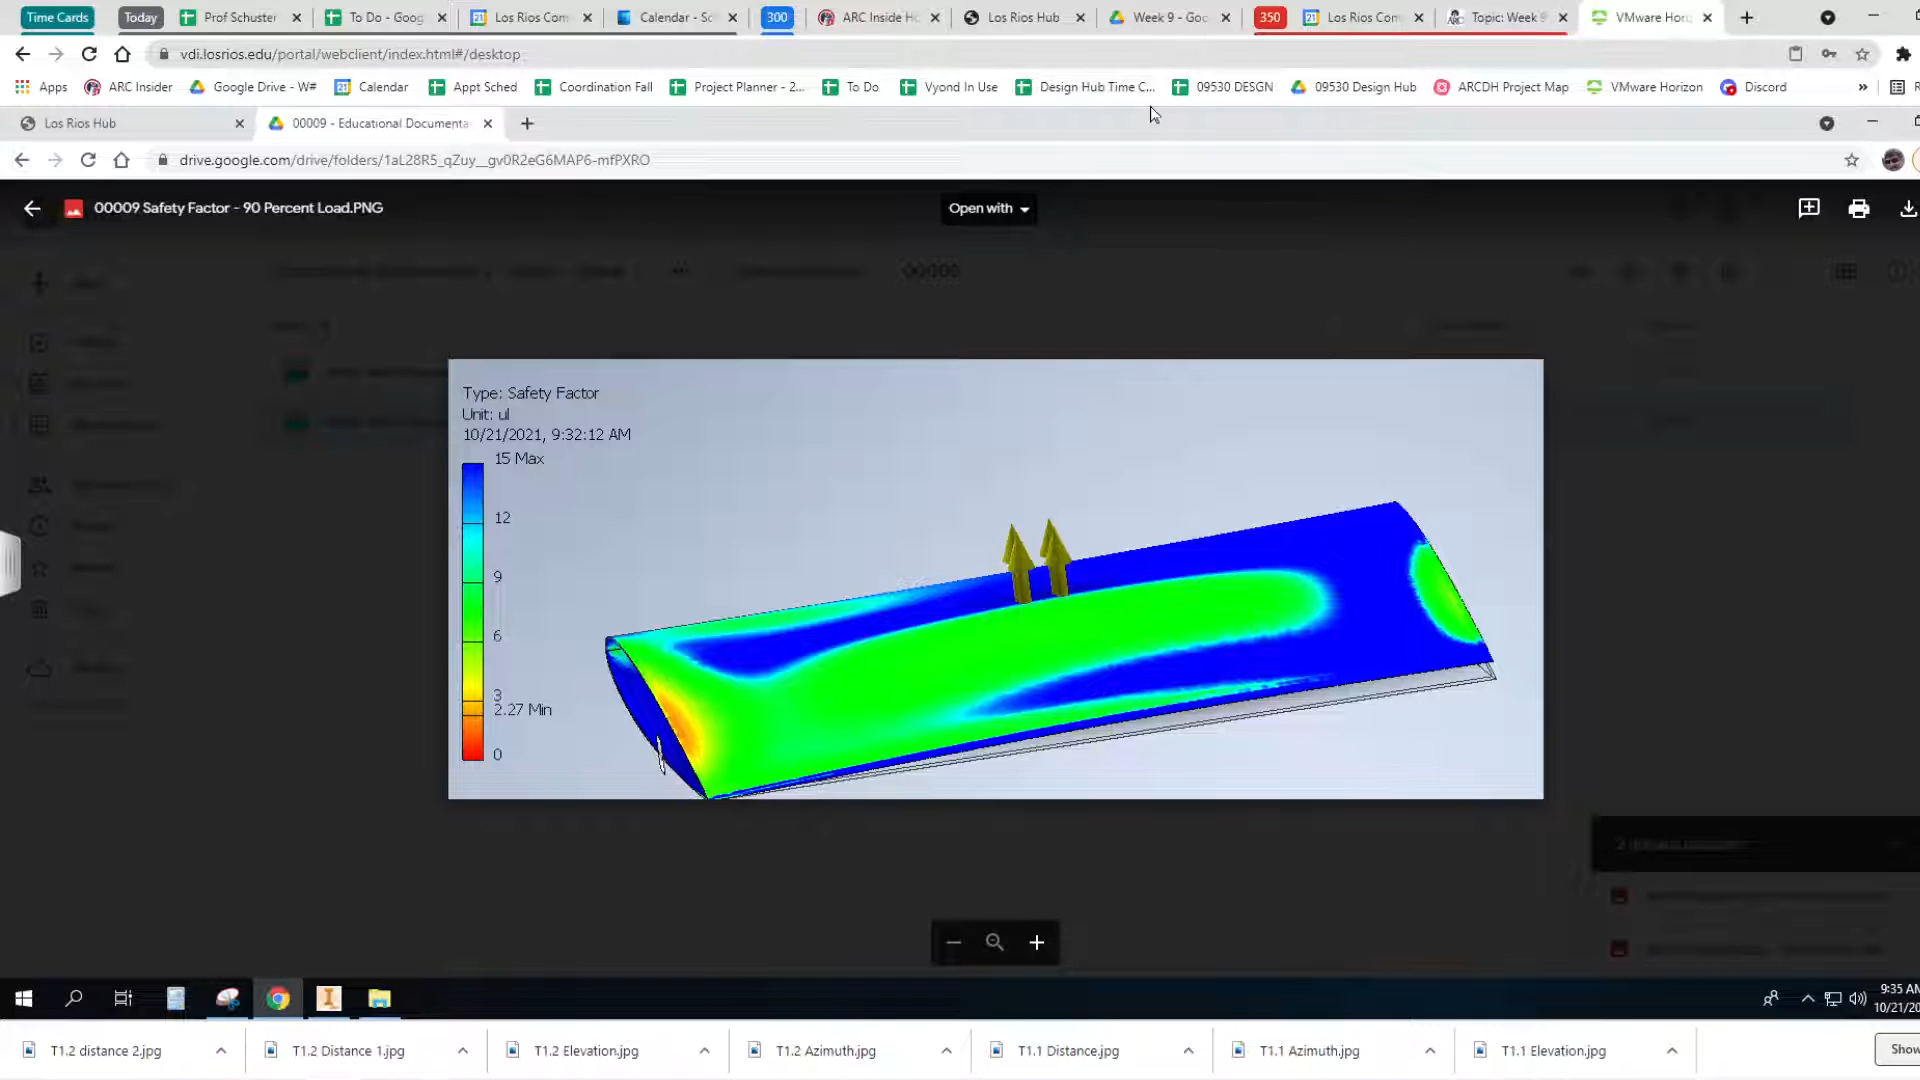 Time Cards
Today
Prof Schuster
To Do - Goog
Los Rios Com
Calendar - Sc
300
ARC Inside H
Los Rios Hub
Week 9 - Goo
350
Los Rios Com
Topic: Week 9
VMware Hori
vdi.losrios.edu/portal/webclient/index.html#/desktop
Apps
ARC Insider
Google Drive - W#
Calendar
Appt Sched
Coordination Fall
Project Planner - 2...
To Do
Vyond In Use
Design Hub Time C...
09530 DESGN
09530 Design Hub
ARCDH Project Map
VMware Horizon
Discord
»
Los Rios Hub
00009 - Educational Documenta
drive.google.com/drive/folders/1aL28R5_qZuy__gv0R2eG6MAP6-mfPXRO
00009 Safety Factor - 90 Percent Load.PNG
Open with
Type: Safety Factor
Unit: ul
10/21/2021, 9:32:12 AM
15 Max
12
9
6
3
2.27 Min
0
9:35 AM
10/21/20
T1.2 distance 2.jpg
T1.2 Distance 1.jpg
T1.2 Elevation.jpg
T1.2 Azimuth.jpg
T1.1 Distance.jpg
T1.1 Azimuth.jpg
T1.1 Elevation.jpg
Show